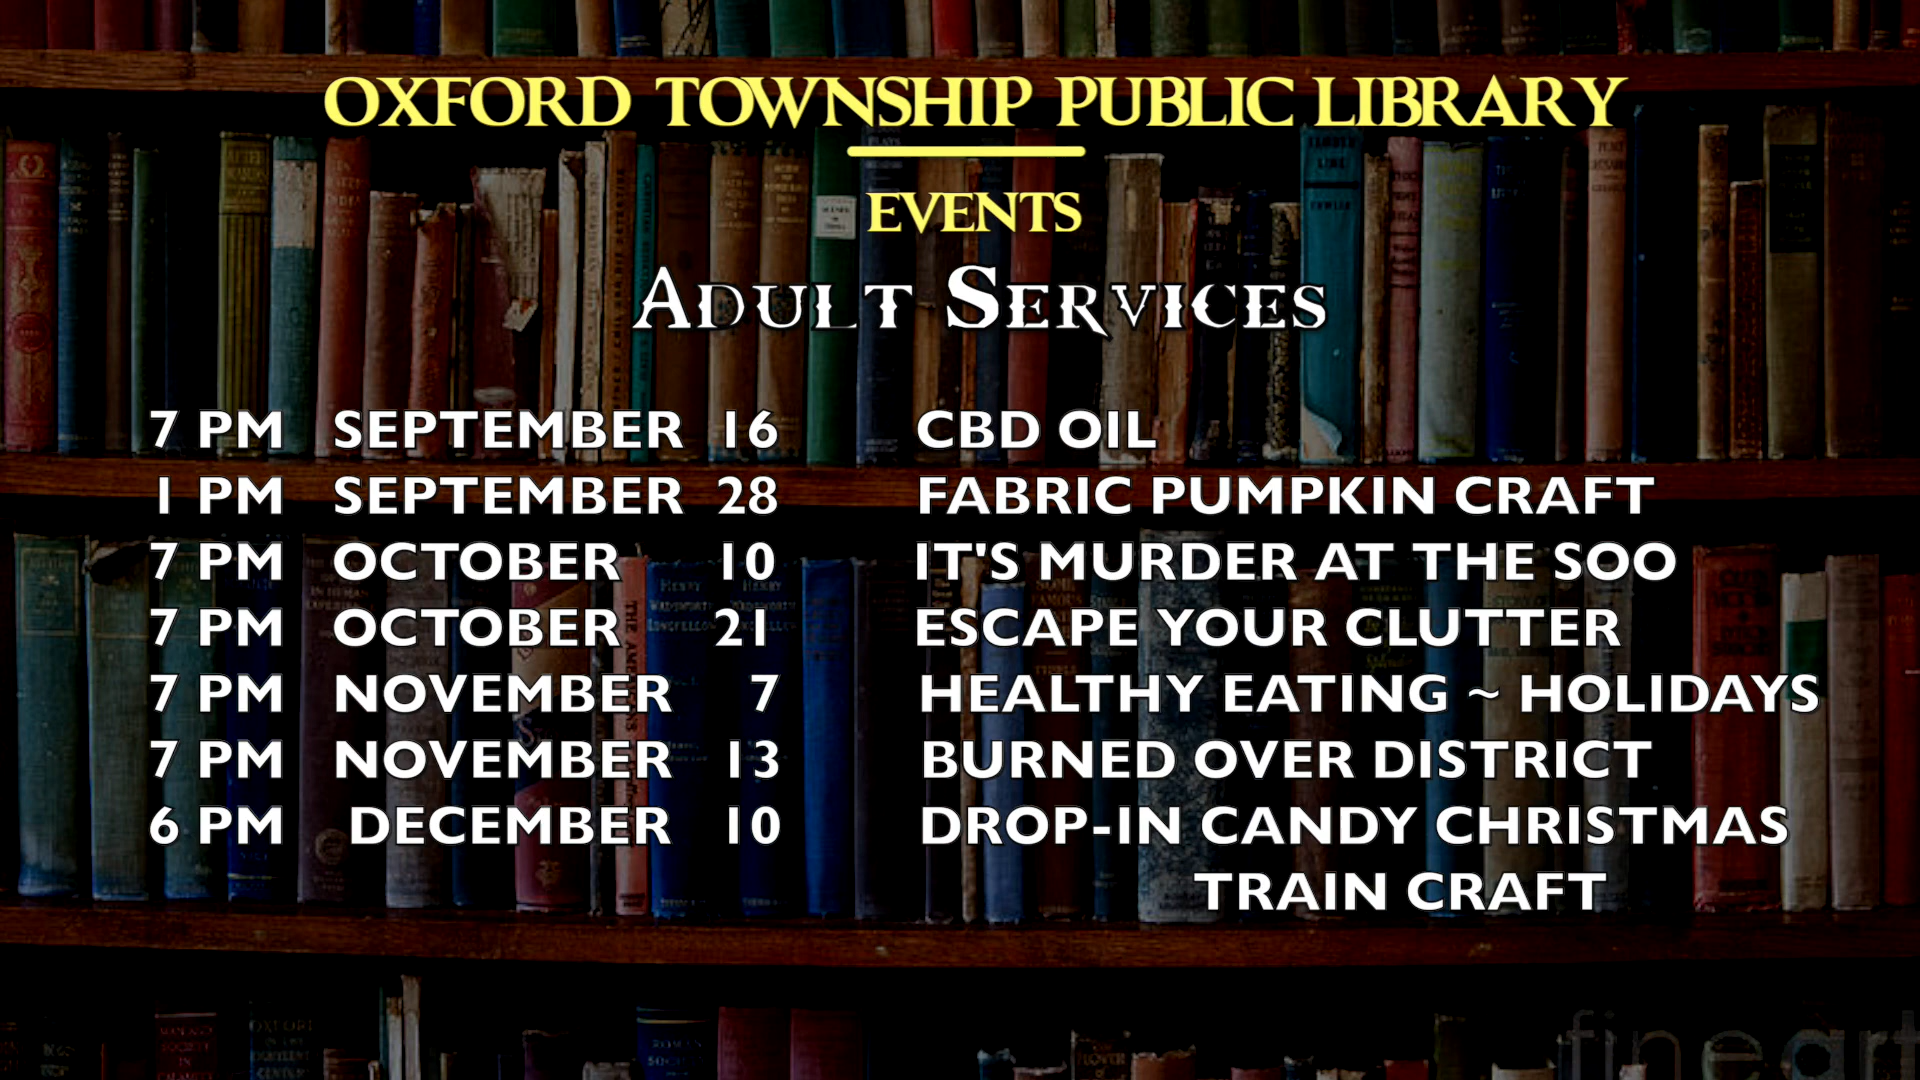 OXFORD TOWNSHIP PUBLIC LIBRARY
EVENTS
ADULT SERVICES
7 PM SEPTEMBER 16 CBD OIL
1 PM SEPTEMBER 28 FABRIC PUMPKIN CRAFT
7 PM OCTOBER 10 IT'S MURDER AT THE SOO
7 PM OCTOBER 21 ESCAPE YOUR CLUTTER
7 PM NOVEMBER 7 HEALTHY EATING ~ HOLIDAYS
7 PM NOVEMBER 13 BURNED OVER DISTRICT
6 PM DECEMBER 10 DROP-IN CANDY CHRISTMAS
TRAIN CRAFT
fineart